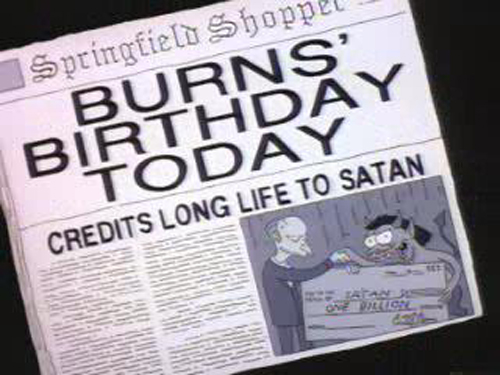 Springfield Shopper
BURNS'
BIRTHDAY
TODAY
CREDITS LONG LIFE TO SATAN
SATAN
ONE BILLION